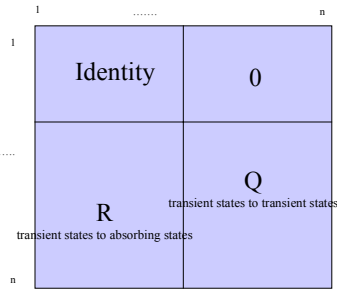 1 ....... n
1
Identity 0
.....
Q
transient states to transient states
R
transient states to absorbing states
n